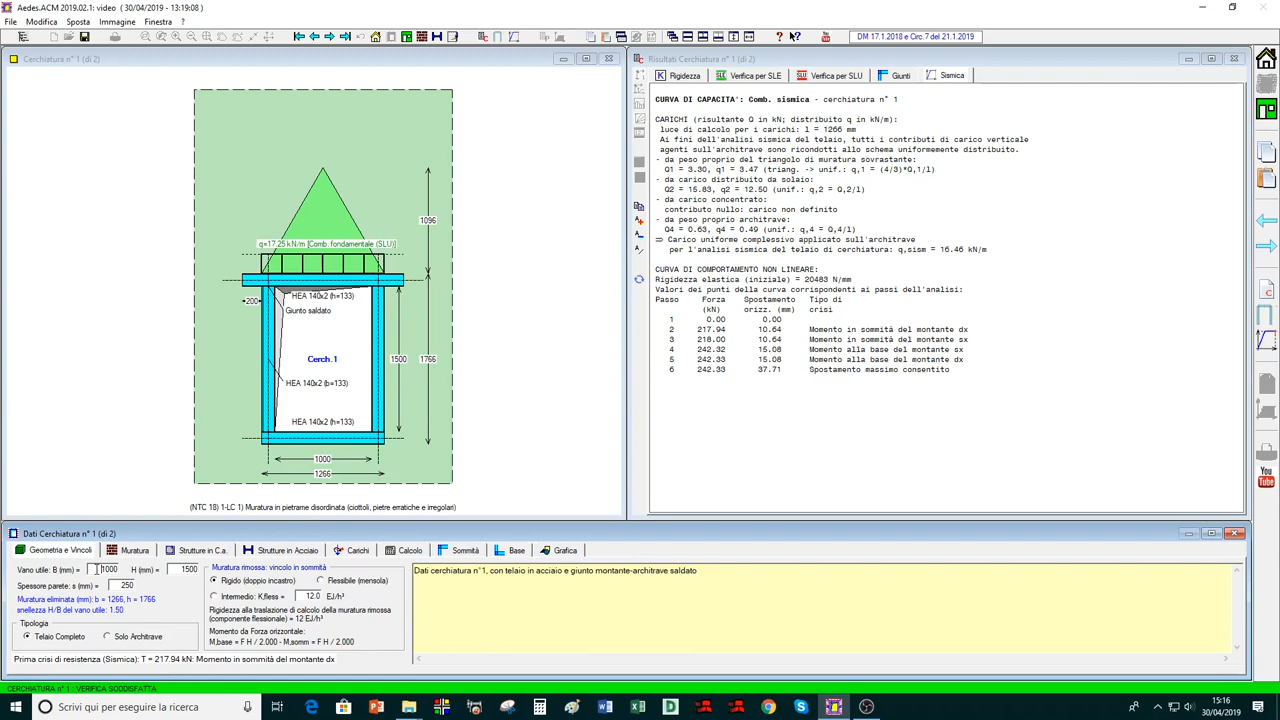 Aedes.ACM 2019.02.1: video ( 30/04/2019 - 13:19:08)
File Modifica Sposta Immagine Finestra ?
DM 17.1.2018 e Circ.7 del 21.1.2019
Cerchiatura n° 1 (di 2)
1096
q=17.25 kN/m [Comb. fondamentale (SLU)]
200
HEA 140x2 (h=133)
Giunto saldato
Cerch.1
1500
1766
HEA 140x2 (b=133)
HEA 140x2 (h=133)
1000
1266
(NTC 18) 1-LC 1) Muratura in pietrame disordinata (ciottoli, pietre erratiche e irregolari)
Risultati Cerchiatura n° 1 (di 2)
Rigidezza Verifica per SLE Verifica per SLU Giunti Sismica
CURVA DI CAPACITA': Comb. sismica - cerchiatura n° 1
CARICHI (risultante Q in kN; distribuito q in kN/m):
luce di calcolo per i carichi: l = 1266 mm
Ai fini dell'analisi sismica del telaio, tutti i contributi di carico verticale
agenti sull'architrave sono ricondotti allo schema uniformemente distribuito.
- da peso proprio del triangolo di muratura sovrastante:
Q1 = 3.30, q1 = 3.47 (triang. -> unif.: q,1 = (4/3)*Q,1/l)
- da carico distribuito da solaio:
Q2 = 15.83, q2 = 12.50 (unif.: q,2 = Q,2/l)
- da carico concentrato:
contributo nullo: carico non definito
- da peso proprio architrave:
Q4 = 0.63, q4 = 0.49 (unif.: q,4 = Q,4/l)
⇒ Carico uniforme complessivo applicato sull'architrave
per l'analisi sismica del telaio di cerchiatura: q,sism = 16.46 kN/m
CURVA DI COMPORTAMENTO NON LINEARE:
Rigidezza elastica (iniziale) = 20483 N/mm
Valori dei punti della curva corrispondenti ai passi dell'analisi:
Passo Forza Spostamento Tipo di
(kN) orizz. (mm) crisi
1 0.00 0.00
2 217.94 10.64 Momento in sommità del montante dx
3 218.00 10.64 Momento in sommità del montante sx
4 242.32 15.08 Momento alla base del montante sx
5 242.33 15.08 Momento alla base del montante dx
6 242.33 37.71 Spostamento massimo consentito
Dati Cerchiatura n° 1 (di 2)
Geometria e Vincoli Muratura Strutture in C.a. Strutture in Acciaio Carichi Calcolo Sommità Base Grafica
Vano utile: B (mm) = 1000 H (mm) = 1500
Spessore parete: s (mm) = 250
Muratura eliminata (mm): b = 1266, h = 1766
snellezza H/B del vano utile: 1.50
Tipologia
Telaio Completo Solo Architrave
Muratura rimossa: vincolo in sommità
Rigido (doppio incastro) Flessibile (mensola)
Intermedio: K,fless = 12.0 EJ/h³
Rigidezza alla traslazione di calcolo della muratura rimossa
(componente flessionale) = 12 EJ/h³
Momento da Forza orizzontale:
M,base = F H / 2.000 - M,somm = F H / 2.000
Dati cerchiatura n°1, con telaio in acciaio e giunto montante-architrave saldato
Prima crisi di resistenza (Sismica): T = 217.94 kN: Momento in sommità del montante dx
CERCHIATURA n° 1 : VERIFICA SODDISFATTA
You
Tube
Scrivi qui per eseguire la ricerca
15:16
30/04/2019